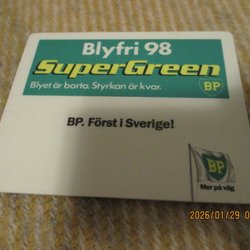 Blyfri 98
SuperGreen
Blyet är borta. Styrkan är kvar.
BP
BP. Först i Sverige!
BP
Mer på väg.
2026/01/29 0